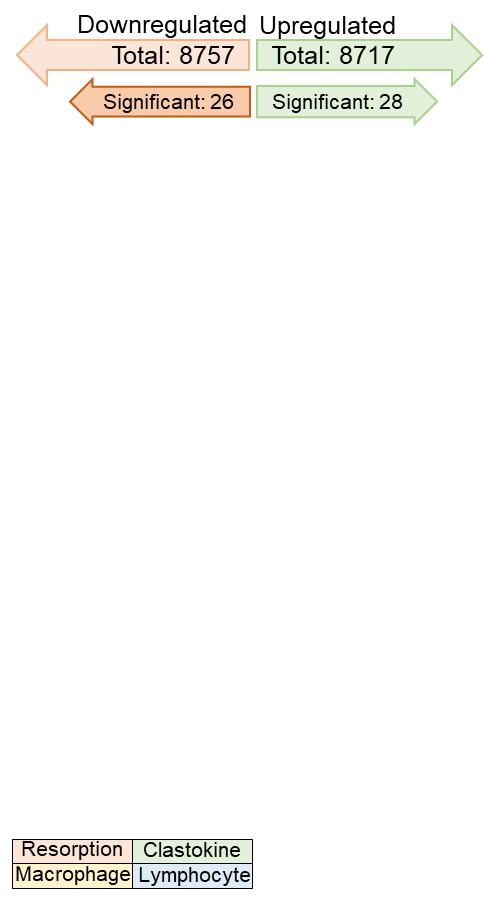 Downregulated Upregulated
Total: 8757 Total: 8717
Significant: 26 Significant: 28
Resorption Clastokine
Macrophage Lymphocyte